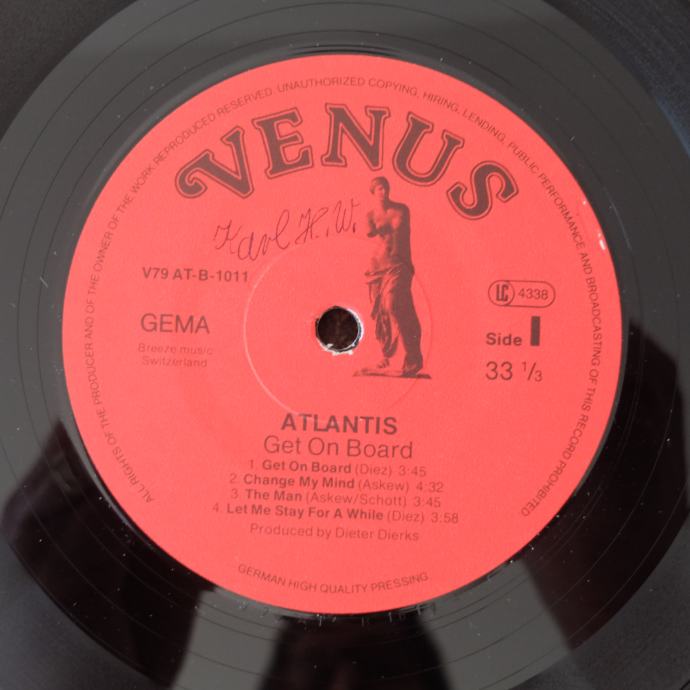 ALL RIGHTS OF THE PRODUCER AND OF THE OWNER OF THE WORK REPRODUCED RESERVED. UNAUTHORIZED COPYING, HIRING, LENDING, PUBLIC PERFORMANCE AND BROADCASTING OF THIS RECORD PROHIBITED
VENUS
Karl H. W.
V79 AT-B-1011
GEMA
Breeze music
Switzerland
LC 4338
Side I
33 1/3
ATLANTIS
Get On Board
1. Get On Board (Diez) 3:45
2. Change My Mind (Askew) 4:32
3. The Man (Askew/Schott) 3:45
4. Let Me Stay For A While (Diez) 3:58
Produced by Dieter Dierks
GERMAN HIGH QUALITY PRESSING